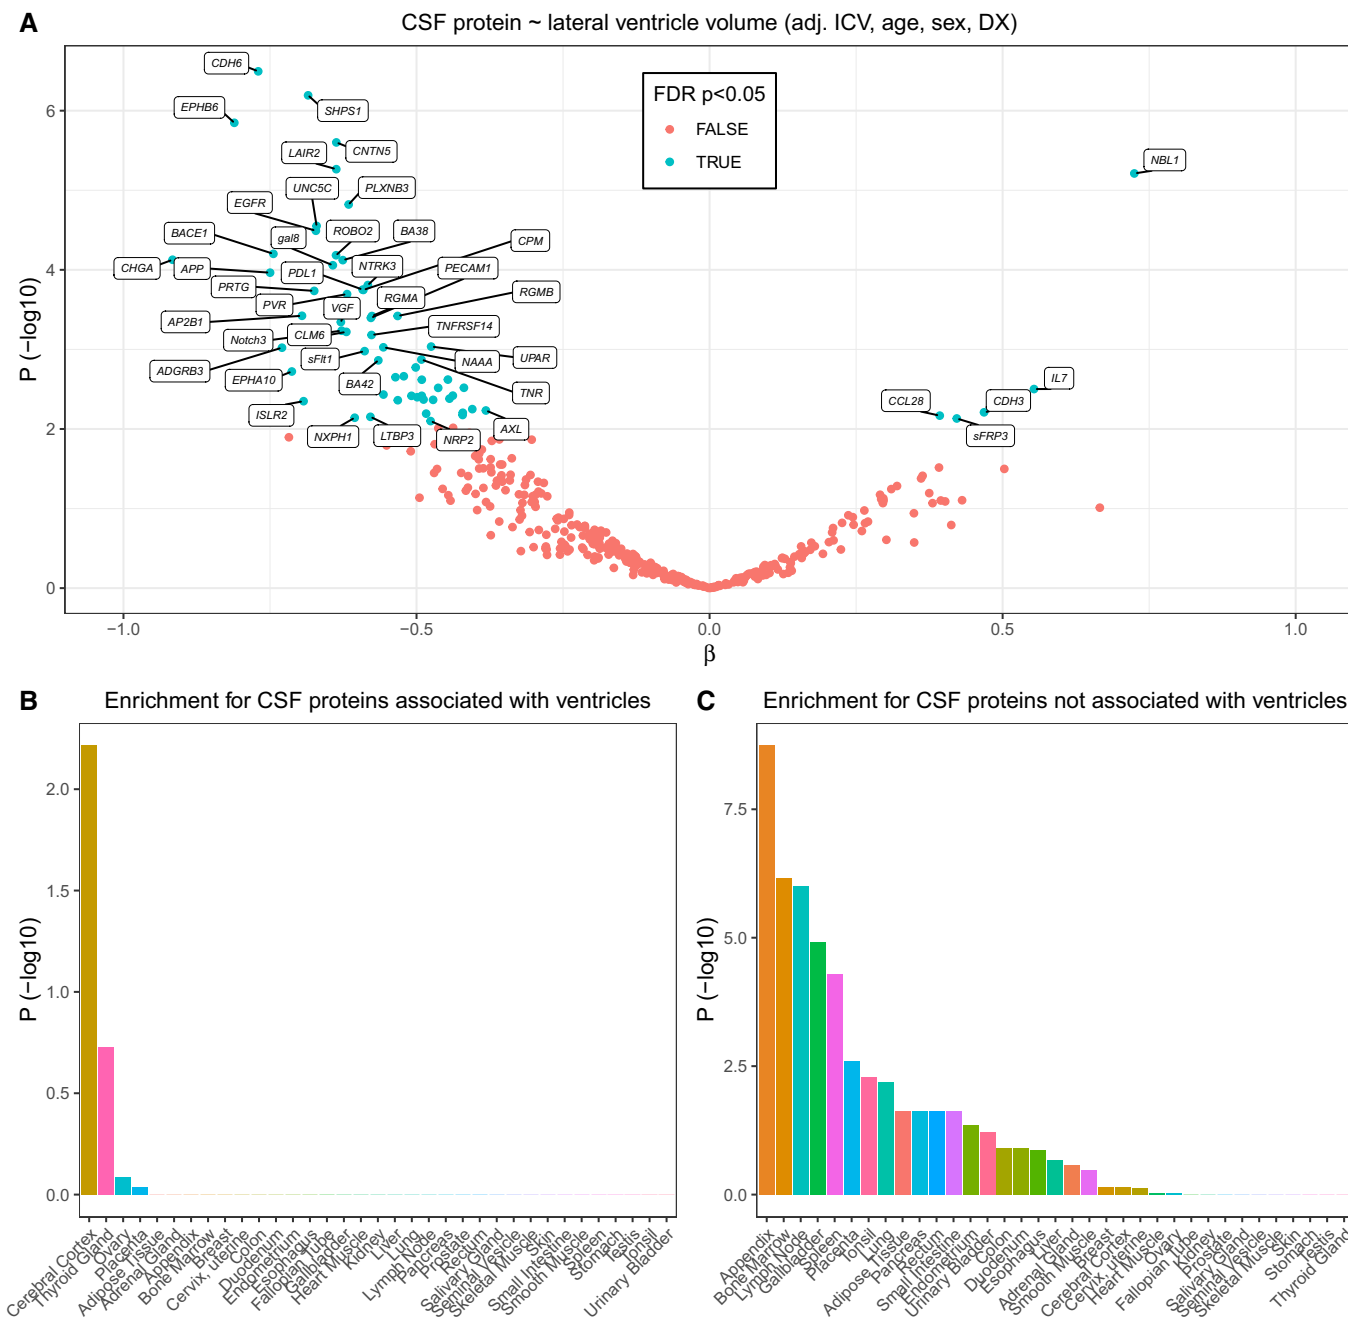 A
CSF protein ~ lateral ventricle volume (adj. ICV, age, sex, DX)
CDH6
SHPS1
EPHB6
CNTN5
LAIR2
UNC5C
PLXNB3
EGFR
BACE1
gal8
ROBO2
BA38
CPM
CHGA
APP
PDL1
NTRK3
PECAM1
PRTG
PVR
VGF
RGMA
RGMB
AP2B1
Notch3
CLM6
TNFRSF14
ADGRB3
sFlt1
NAAA
UPAR
EPHA10
BA42
TNR
ISLR2
NXPH1
LTBP3
NRP2
AXL
NBL1
IL7
CCL28
CDH3
sFRP3
FDR p<0.05
FALSE
TRUE
P (−log10)
6
4
2
0
−1.0
−0.5
0.0
0.5
1.0
β
B
Enrichment for CSF proteins associated with ventricles
P (−log10)
2.0
1.5
1.0
0.5
0.0
Cerebral Cortex
Thyroid Gland
Ovary
Placenta
Adipose Tissue
Adrenal Gland
Appendix
Bone Marrow
Breast
Cervix, uterine
Colon
Duodenum
Endometrium
Esophagus
Fallopian Tube
Gallbladder
Heart Muscle
Kidney
Liver
Lung
Lymph Node
Pancreas
Prostate
Rectum
Salivary Gland
Seminal Vesicle
Skeletal Muscle
Skin
Small Intestine
Smooth Muscle
Spleen
Stomach
Testis
Tonsil
Urinary Bladder
C
Enrichment for CSF proteins not associated with ventricles
P (−log10)
7.5
5.0
2.5
0.0
Appendix
Bone Marrow
Lymph Node
Gallbladder
Spleen
Placenta
Tonsil
Lung
Adipose Tissue
Pancreas
Rectum
Small Intestine
Endometrium
Urinary Bladder
Colon
Duodenum
Esophagus
Liver
Adrenal Gland
Smooth Muscle
Breast
Cerebral Cortex
Cervix, uterine
Heart Muscle
Ovary
Fallopian Tube
Kidney
Prostate
Salivary Gland
Seminal Vesicle
Skeletal Muscle
Skin
Stomach
Testis
Thyroid Gland